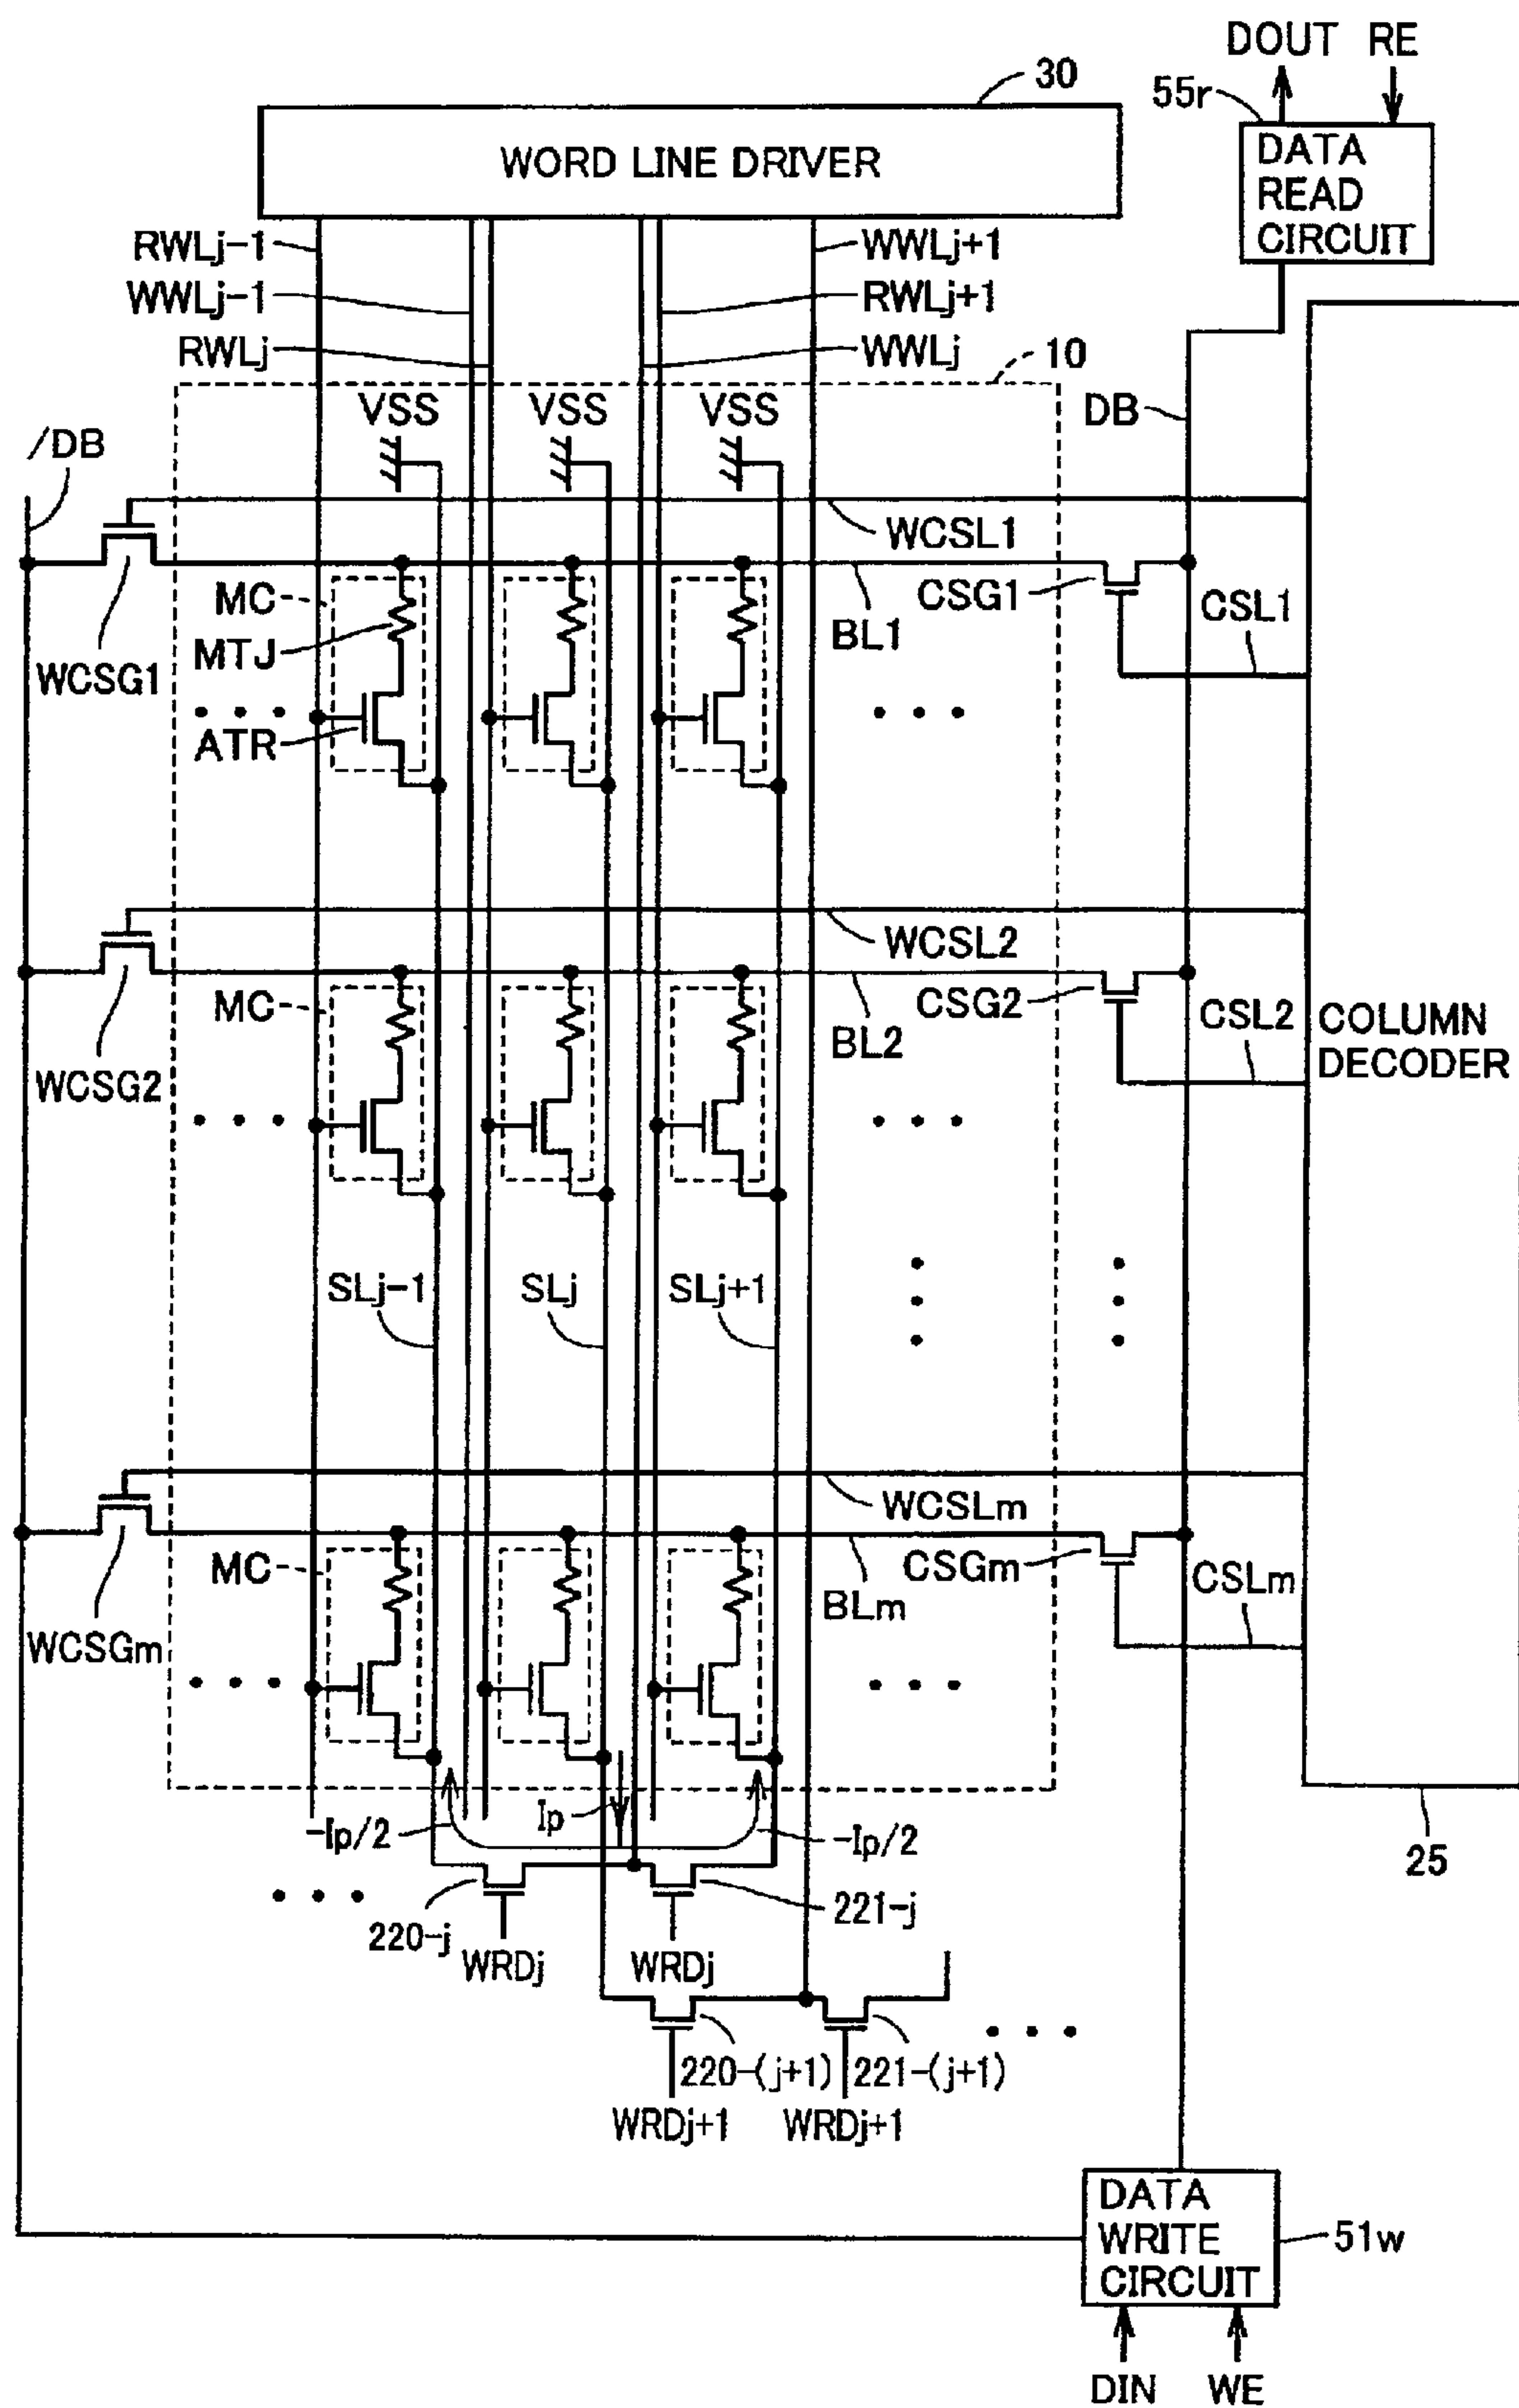 DOUT RE
30
55r
WORD LINE DRIVER
DATA
READ
CIRCUIT
RWLj-1
WWLj+1
WWLj-1
RWLj+1
RWLj
WWLj
10
VSS VSS VSS
DB
/DB
WCSL1
MC
CSG1
CSL1
BL1
MTJ
WCSG1
ATR
WCSL2
MC
CSG2
CSL2
COLUMN
DECODER
BL2
WCSG2
SLj-1 SLj SLj+1
WCSLm
MC
CSGm
CSLm
BLm
WCSGm
-Ip/2
Ip
-Ip/2
25
221-j
220-j
WRDj WRDj
220-(j+1) 221-(j+1)
WRDj+1 WRDj+1
DATA
WRITE
CIRCUIT
51w
DIN WE